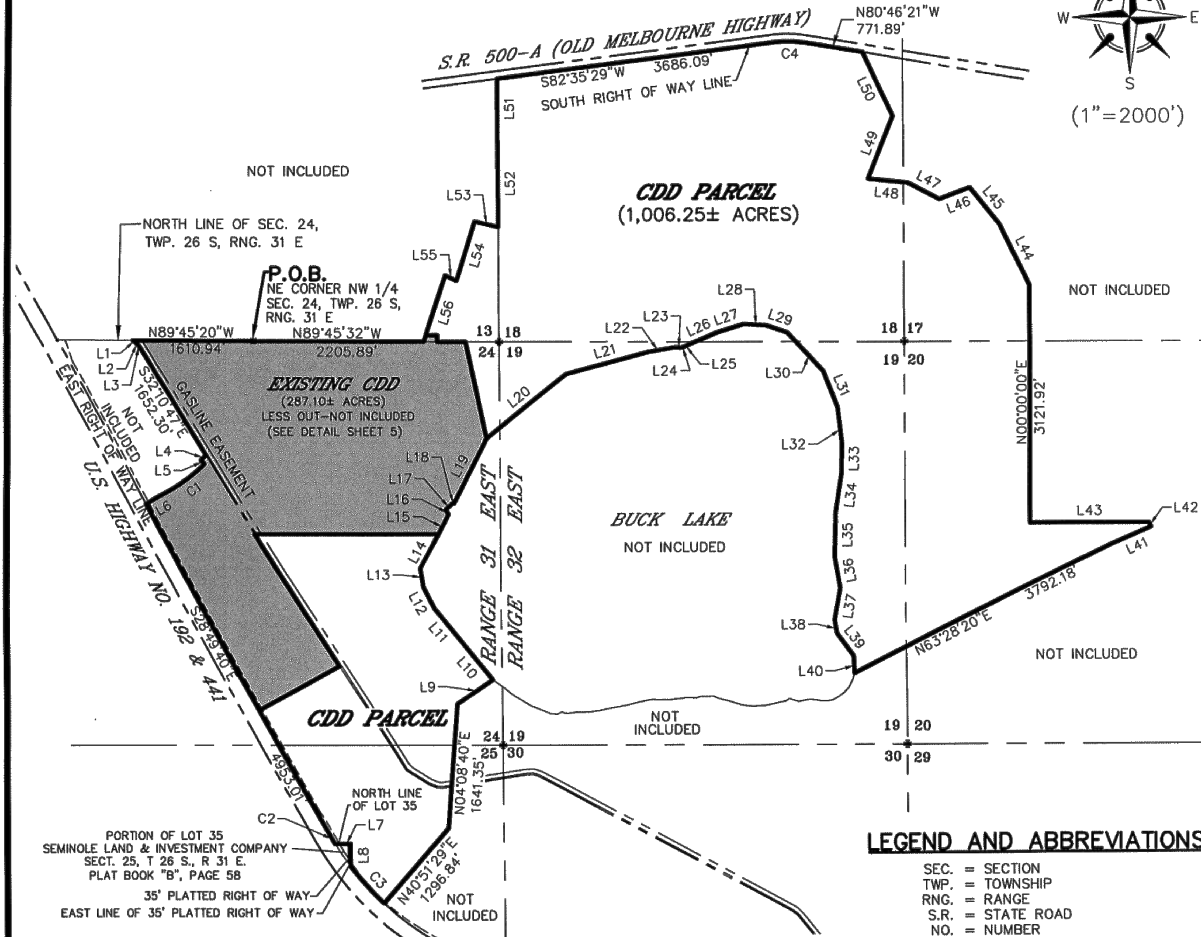 N80°46'21"W
771.89'
S.R. 500-A (OLD MELBOURNE HIGHWAY)
W
E
S
(1"=2000')
S82°35'29"W 3686.09'
C4
SOUTH RIGHT OF WAY LINE
L51
L50
L49
NOT INCLUDED
L52
CDD PARCEL
(1,006.25± ACRES)
L48
L47
L46
L45
L44
L53
NORTH LINE OF SEC. 24,
TWP. 26 S, RNG. 31 E
L54
L55
P.O.B.
NE CORNER NW 1/4
SEC. 24, TWP. 26 S,
RNG. 31 E
L56
L28
NOT INCLUDED
N89°45'20"W
1610.94'
N89°45'32"W
2205.89'
13 18
24 19
L22
L23
L26
L27
L29
18 17
19 20
L1
L2
L3
L21
L24
L25
L30
N00°00'00"E
3121.92'
EXISTING CDD
(287.10± ACRES)
LESS OUT-NOT INCLUDED
(SEE DETAIL SHEET 5)
S32°10'47"E
1652.30'
GASLINE EASEMENT
NOT
INCLUDED
EAST RIGHT OF WAY LINE
L20
L31
L32
L4
L5
C1
L6
L19
L18
L17
L16
L15
L33
L34
L35
U.S. HIGHWAY NO. 192 & 441
RANGE 31 EAST
RANGE 32 EAST
BUCK LAKE
NOT INCLUDED
L43
L42
L41
L14
L13
L12
L11
L10
L36
L37
L38
L39
L40
3792.18'
N63°28'20"E
S28°49'40"E
4953.01'
NOT INCLUDED
L9
CDD PARCEL
NOT
INCLUDED
24 19
25 30
19 20
30 29
N04°08'40"E
1641.35'
NORTH LINE
OF LOT 35
C2
L7
L8
C3
PORTION OF LOT 35
SEMINOLE LAND & INVESTMENT COMPANY
SECT. 25, T 26 S., R 31 E.
PLAT BOOK "B", PAGE 58
35' PLATTED RIGHT OF WAY
EAST LINE OF 35' PLATTED RIGHT OF WAY
N40°51'29"E
1296.84'
NOT
INCLUDED
LEGEND AND ABBREVIATIONS
SEC. = SECTION
TWP. = TOWNSHIP
RNG. = RANGE
S.R. = STATE ROAD
NO. = NUMBER